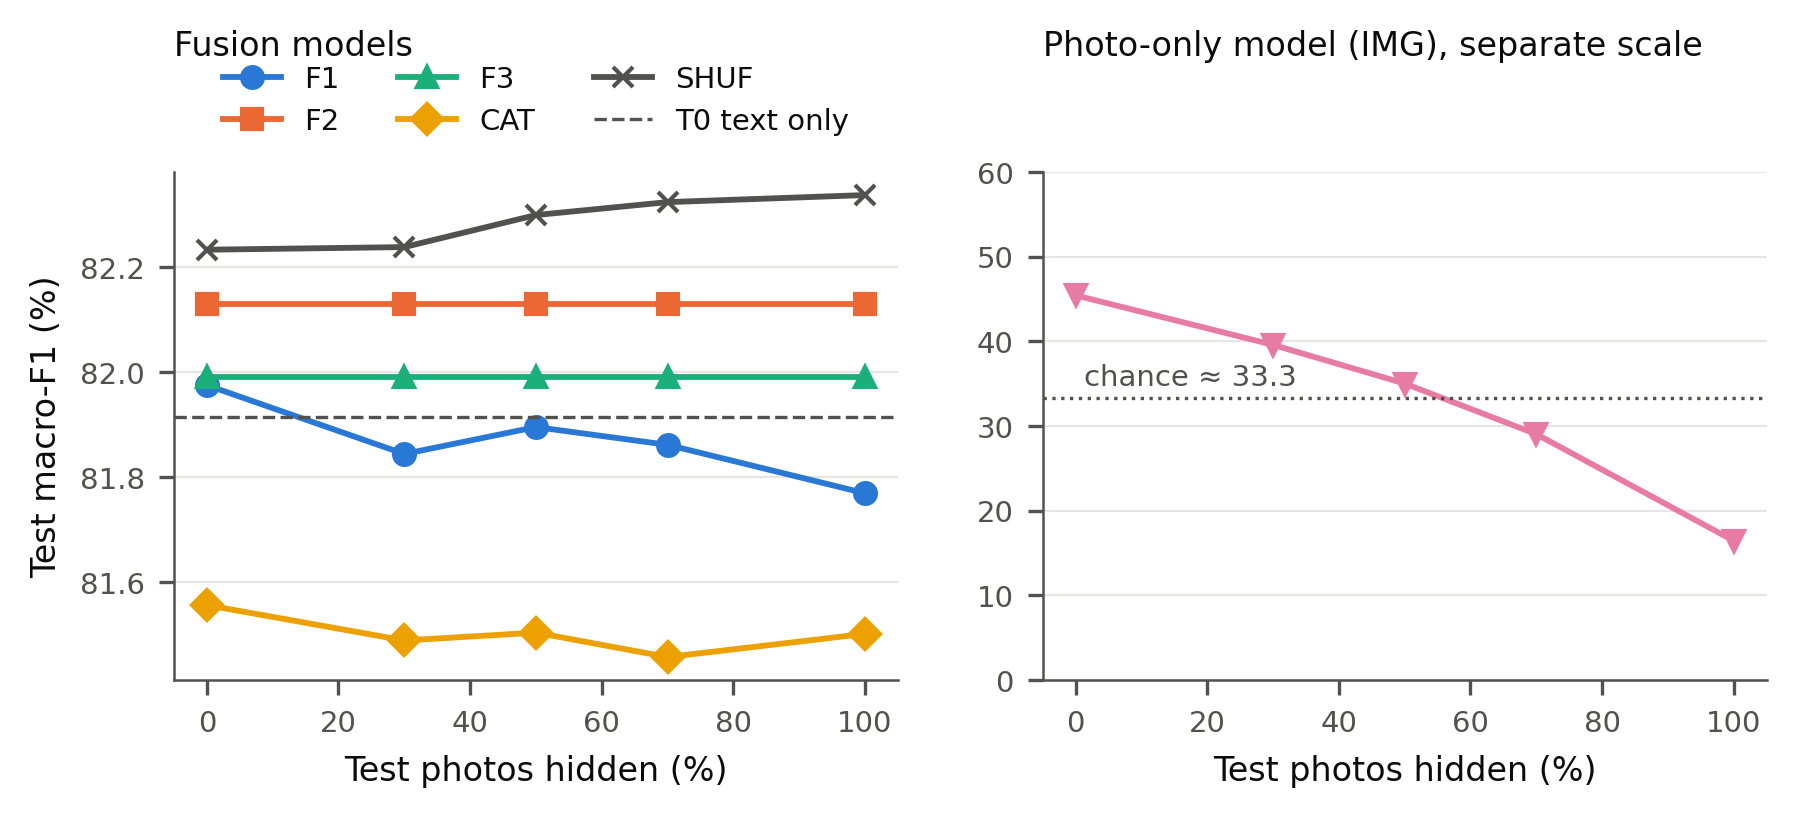 Fusion models
F1
F3
SHUF
F2
CAT
T0 text only
Test macro-F1 (%)
82.2
82.0
81.8
81.6
0 20 40 60 80 100
Test photos hidden (%)
Photo-only model (IMG), separate scale
60
50
40
30
20
10
0
chance ≈ 33.3
0 20 40 60 80 100
Test photos hidden (%)